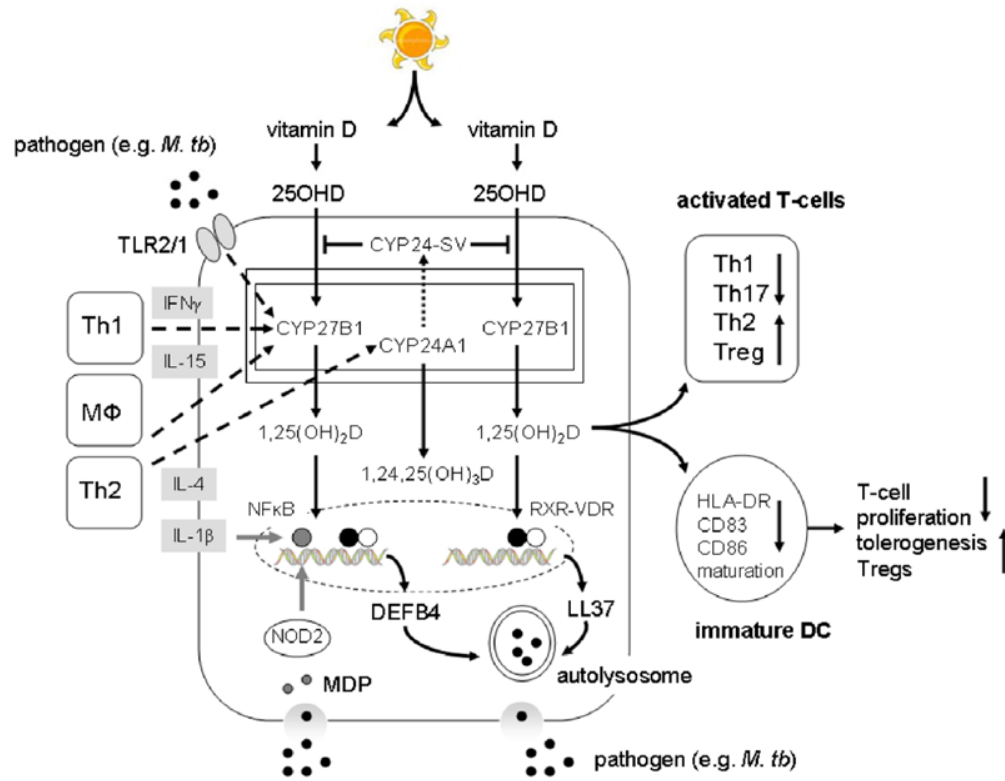 vitamin D
vitamin D
pathogen (e.g. M. tb)
25OHD
25OHD
activated T-cells
TLR2/1
CYP24-SV
Th1
Th17
Th2
Treg
IFNγ
Th1
CYP27B1
CYP24A1
CYP27B1
IL-15
MΦ
Th2
1,25(OH)₂D
1,25(OH)₂D
1,24,25(OH)₃D
IL-4
NFκB
RXR-VDR
IL-1β
HLA-DR
CD83
CD86
maturation
T-cell
proliferation
tolerogenesis
Tregs
DEFB4
LL37
NOD2
immature DC
autolysosome
MDP
pathogen (e.g. M. tb)